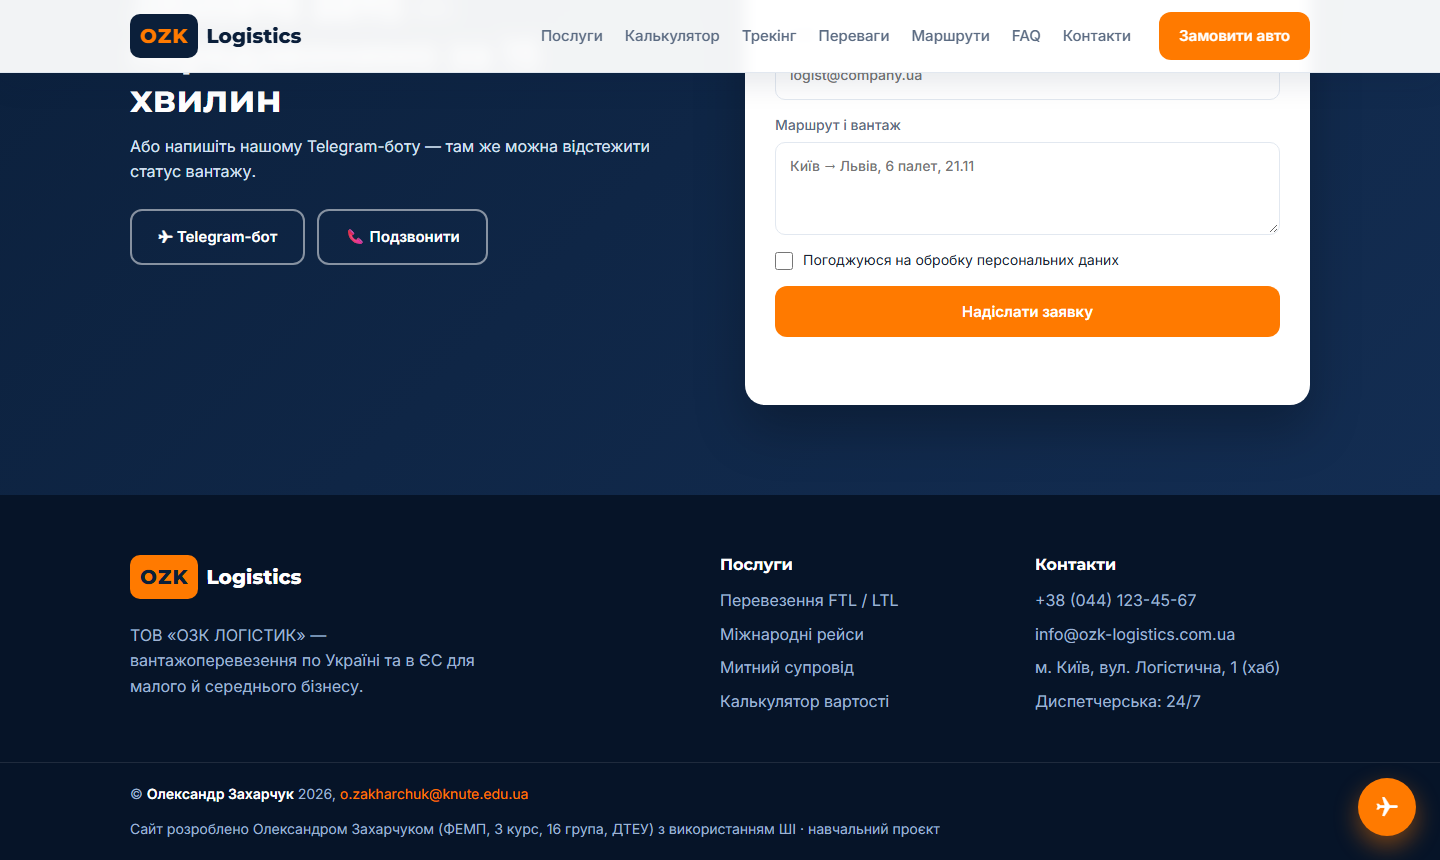 OZK Logistics
Послуги Калькулятор Трекінг Переваги Маршрути FAQ Контакти Замовити авто
хвилин
Або напишіть нашому Telegram-боту — там же можна відстежити
статус вантажу.
✈ Telegram-бот
Подзвонити
logist@company.ua
Маршрут і вантаж
Київ → Львів, 6 палет, 21.11
Погоджуюся на обробку персональних даних
Надіслати заявку
OZK Logistics
ТОВ «ОЗК ЛОГІСТИК» —
вантажоперевезення по Україні та в ЄС для
малого й середнього бізнесу.
Послуги
Перевезення FTL / LTL
Міжнародні рейси
Митний супровід
Калькулятор вартості
Контакти
+38 (044) 123-45-67
info@ozk-logistics.com.ua
м. Київ, вул. Логістична, 1 (хаб)
Диспетчерська: 24/7
© Олександр Захарчук 2026, o.zakharchuk@knute.edu.ua
Сайт розроблено Олександром Захарчуком (ФЕМП, 3 курс, 16 група, ДТЕУ) з використанням ШІ · навчальний проєкт